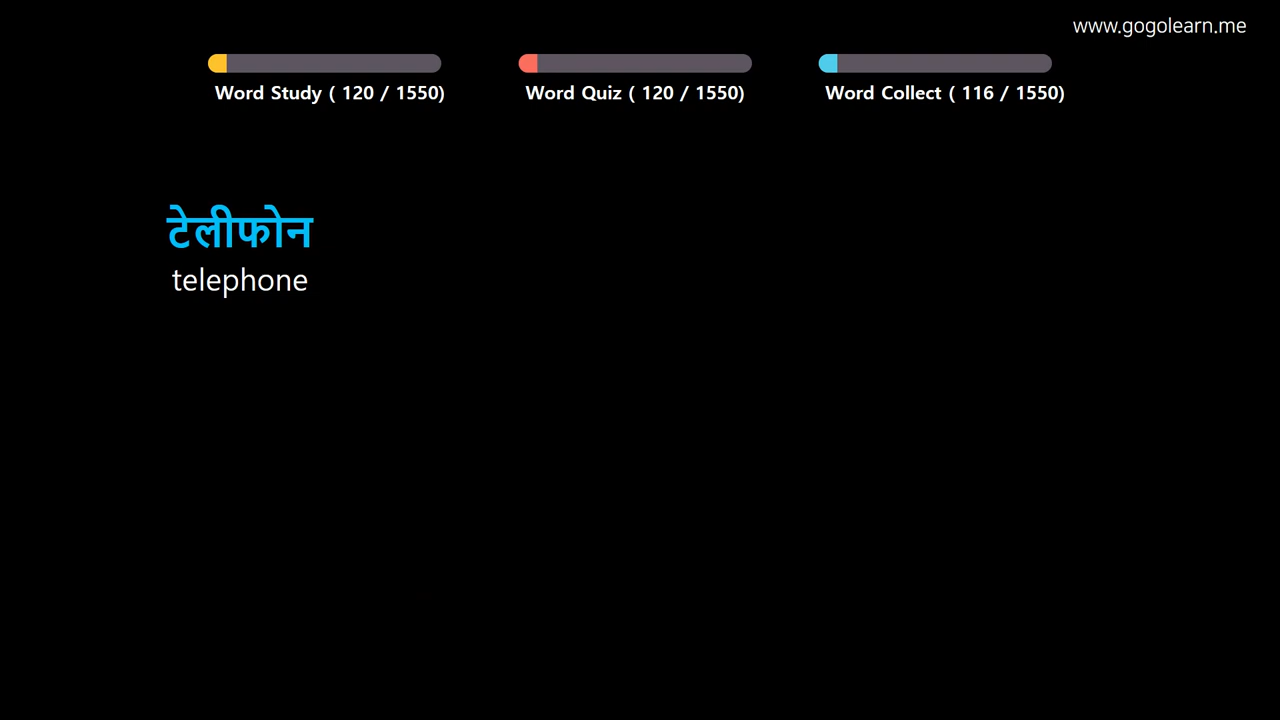 www.gogolearn.me
Word Study ( 120 / 1550)
Word Quiz ( 120 / 1550)
Word Collect ( 116 / 1550)
टेलीफोन
telephone